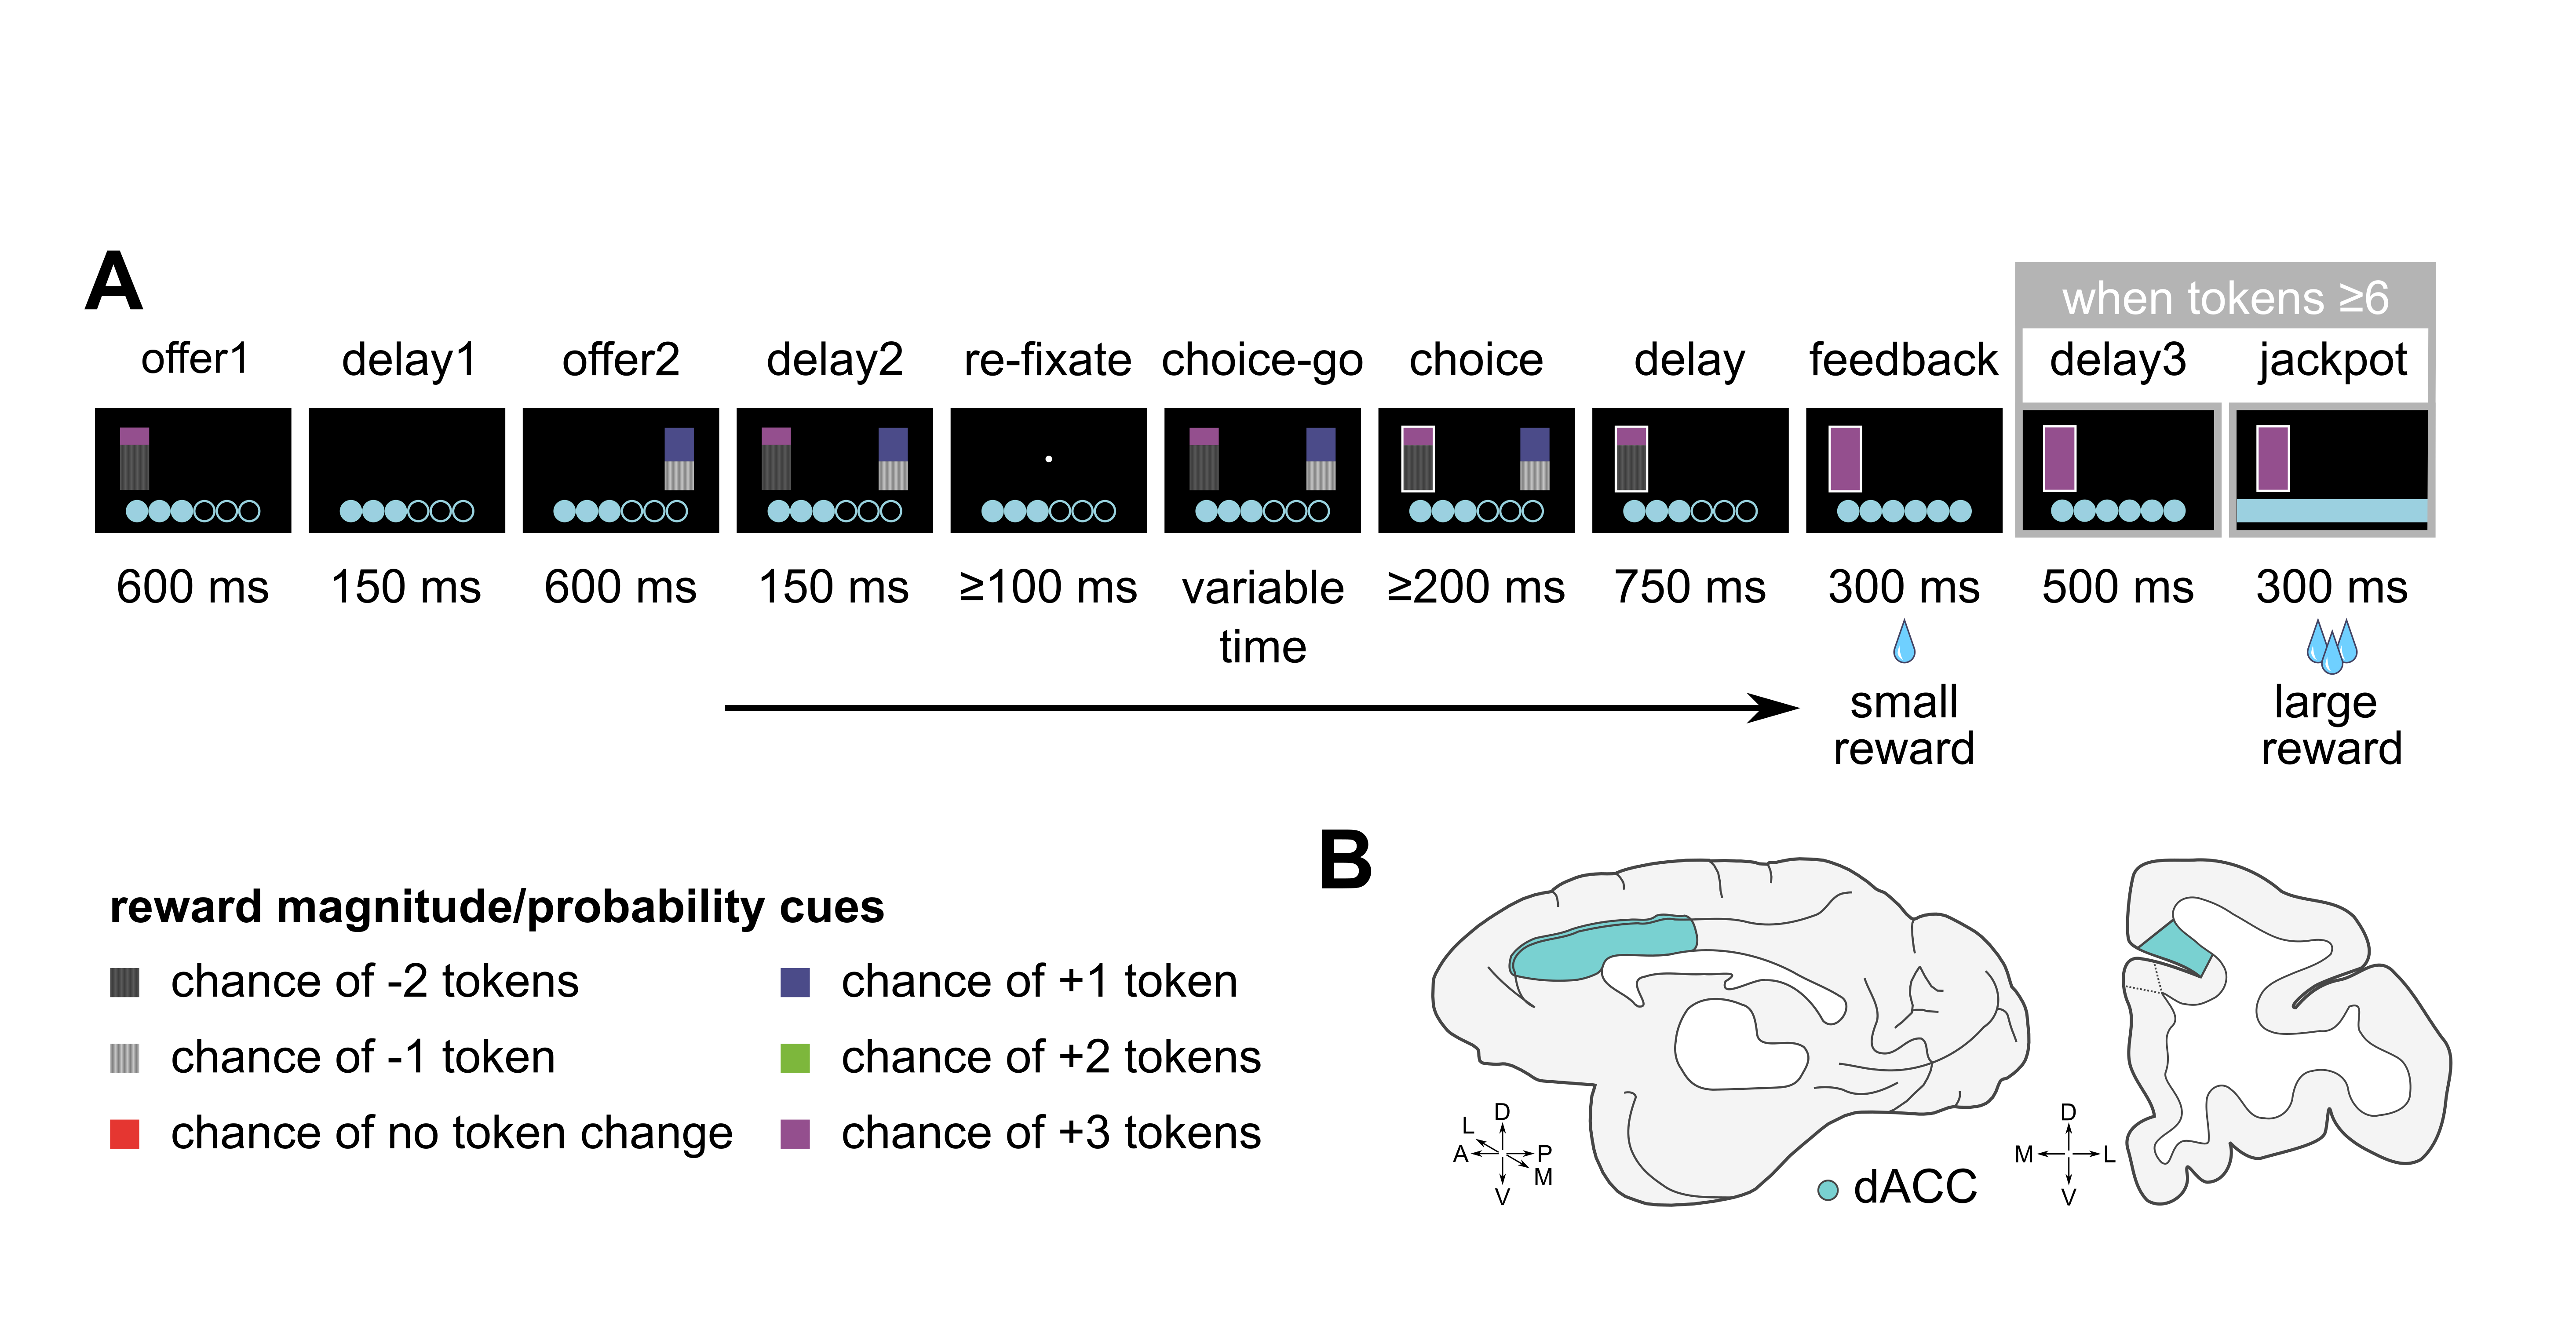 A
when tokens ≥6
offer1 delay1 offer2 delay2 re-fixate choice-go choice delay feedback delay3 jackpot
600 ms 150 ms 600 ms 150 ms ≥100 ms variable time ≥200 ms 750 ms 300 ms 500 ms 300 ms
small reward
large reward
reward magnitude/probability cues
chance of -2 tokens
chance of -1 token
chance of no token change
chance of +1 token
chance of +2 tokens
chance of +3 tokens
B
D
L
A P
M
V
dACC
D
M L
V